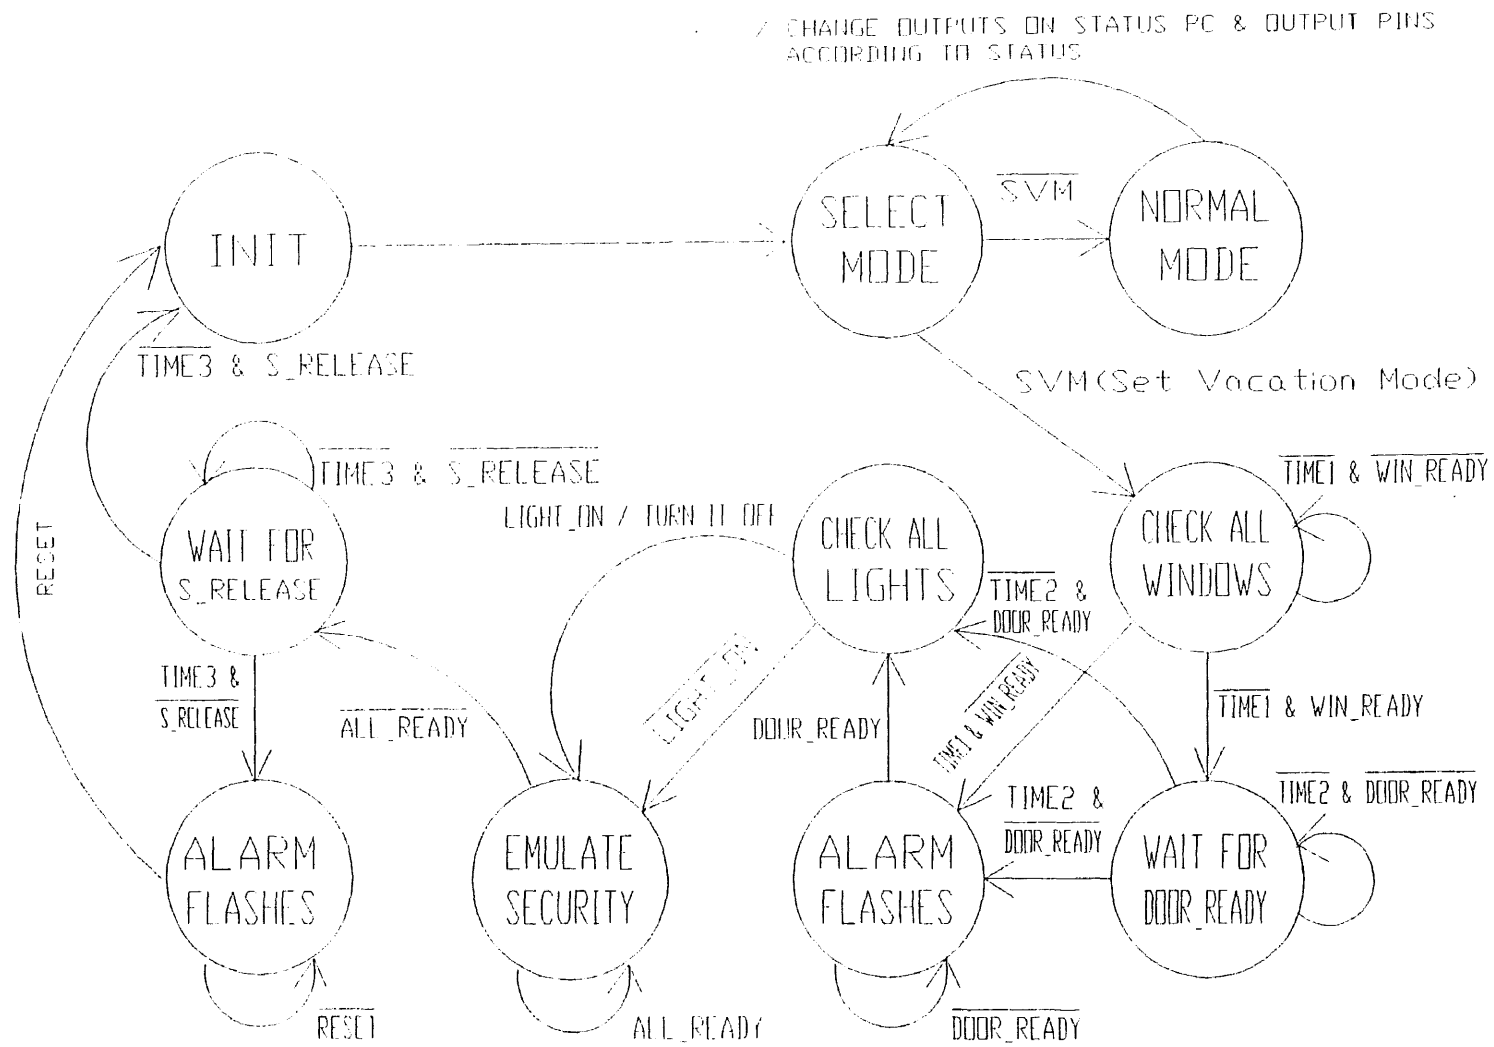 / CHANGE OUTPUTS ON STATUS PC & OUTPUT PINS
ACCORDING TO STATUS
INIT
SELECT
MODE
SVM
NORMAL
MODE
TIME3 & S_RELEASE
SVM(Set Vacation Mode)
TIME3 & S_RELEASE
TIME1 & WIN_READY
RESET
WAIT FOR
S_RELEASE
LIGHT_ON / TURN IT OFF
CHECK ALL
LIGHTS
CHECK ALL
WINDOWS
TIME2 &
DOOR_READY
TIME3 &
S_RELEASE
ALL_READY
LIGHT_ON
DOOR_READY
TIME1 & WIN_READY
TIME1 & WIN_READY
TIME2 &
DOOR_READY
TIME2 & DOOR_READY
ALARM
FLASHES
EMULATE
SECURITY
ALARM
FLASHES
WAIT FOR
DOOR_READY
RESET
ALL_READY
DOOR_READY